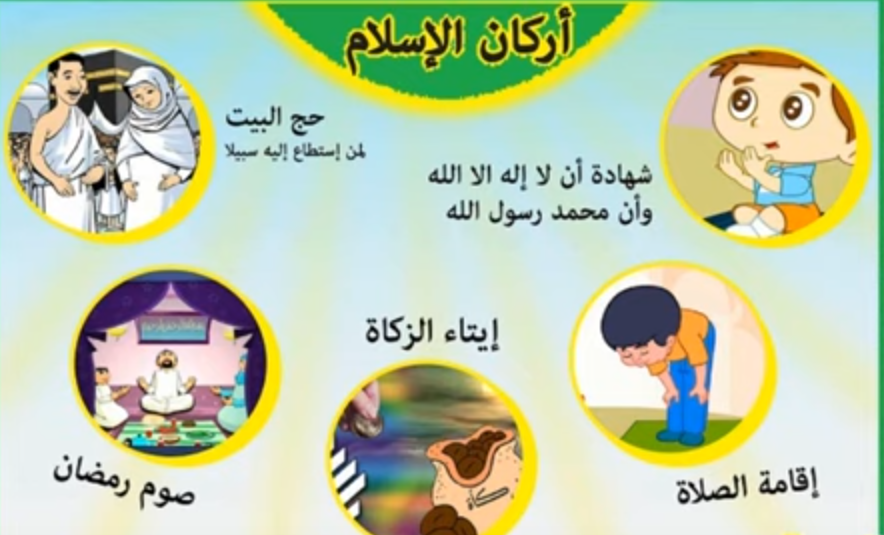 أركان الإسلام
شهادة أن لا إله الا الله
وأن محمد رسول الله
حج البيت
لمن إستطاع إليه سبيلا
إيتاء الزكاة
إقامة الصلاة
صوم رمضان